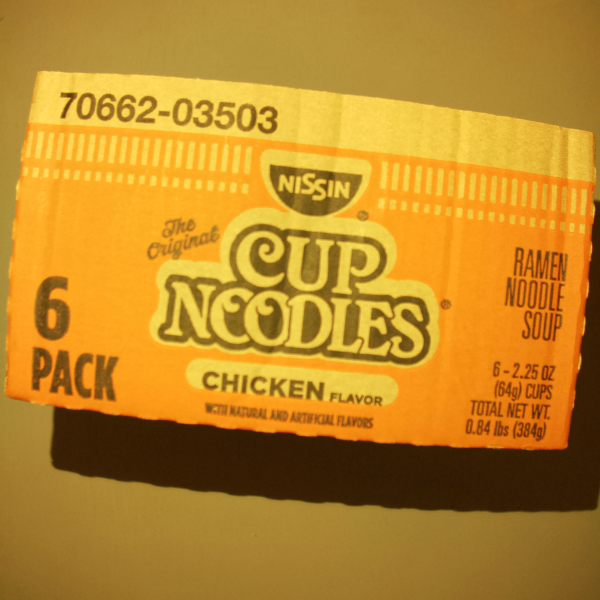 70662-03503
NISSIN
®
The
Original
CUP
NOODLES®
6
PACK
CHICKEN FLAVOR
WITH NATURAL AND ARTIFICIAL FLAVORS
RAMEN
NOODLE
SOUP
6 - 2.25 OZ
(64g) CUPS
TOTAL NET WT.
0.84 lbs (384g)